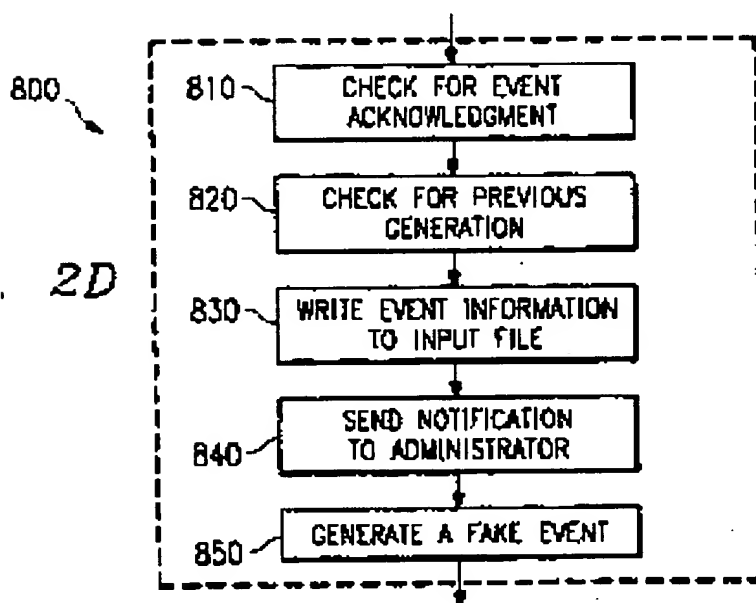 800
810
CHECK FOR EVENT
ACKNOWLEDGMENT
820
CHECK FOR PREVIOUS
GENERATION
2D
830
WRITE EVENT INFORMATION
TO INPUT FILE
840
SEND NOTIFICATION
TO ADMINISTRATOR
850
GENERATE A FAKE EVENT